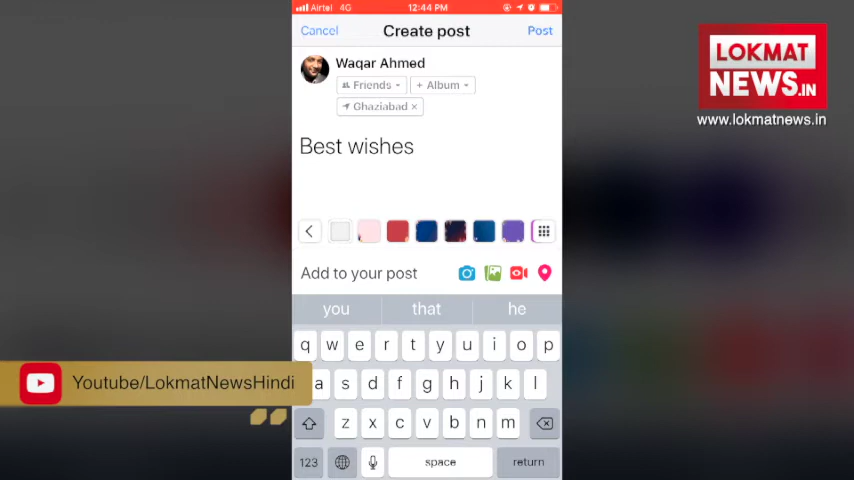 Airtel 4G 12:44 PM
Cancel Create post Post
Waqar Ahmed
Friends + Album
Ghaziabad ×
Best wishes
Add to your post
you that he
q w e r t y u i o p
a s d f g h j k l
z x c v b n m
123 space return
LOKMAT
NEWS.IN
www.lokmatnews.in
Youtube/LokmatNewsHindi